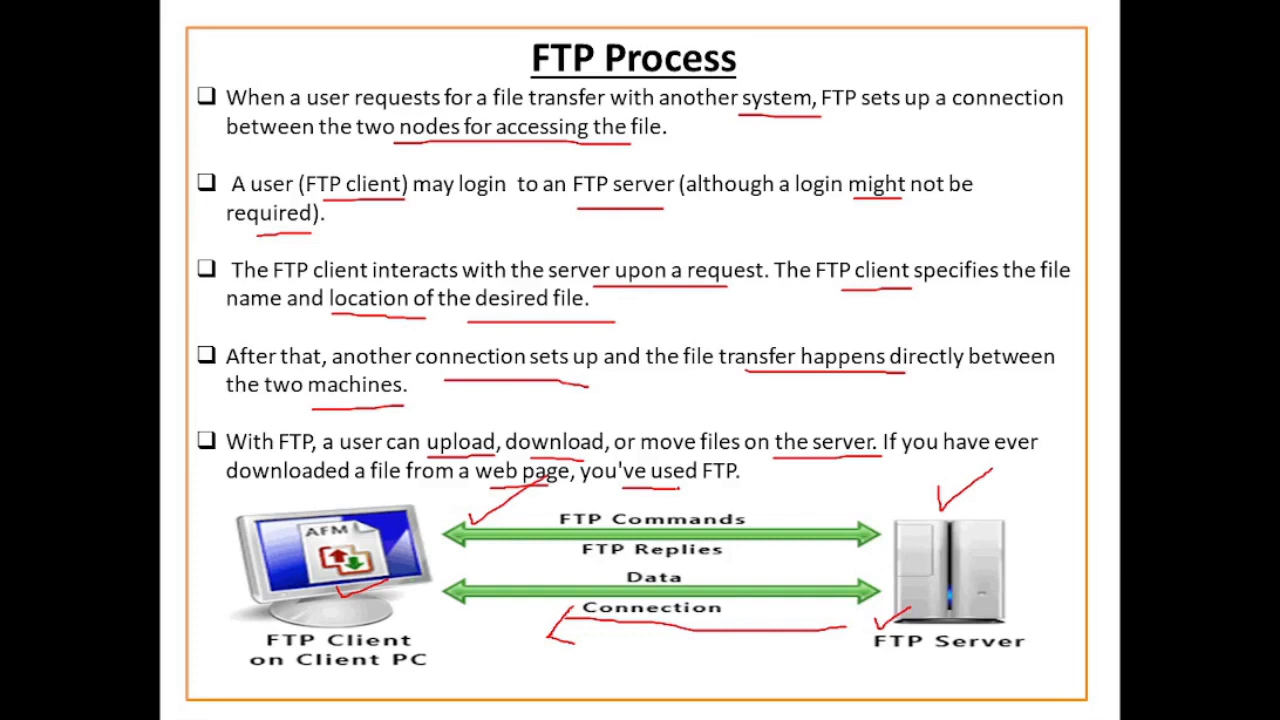 FTP Process
When a user requests for a file transfer with another system, FTP sets up a connection
between the two nodes for accessing the file.
A user (FTP client) may login to an FTP server (although a login might not be
required).
The FTP client interacts with the server upon a request. The FTP client specifies the file
name and location of the desired file.
After that, another connection sets up and the file transfer happens directly between
the two machines.
With FTP, a user can upload, download, or move files on the server. If you have ever
downloaded a file from a web page, you've used FTP.
AFM
FTP Commands
FTP Replies
Data
Connection
FTP Client
on Client PC
FTP Server